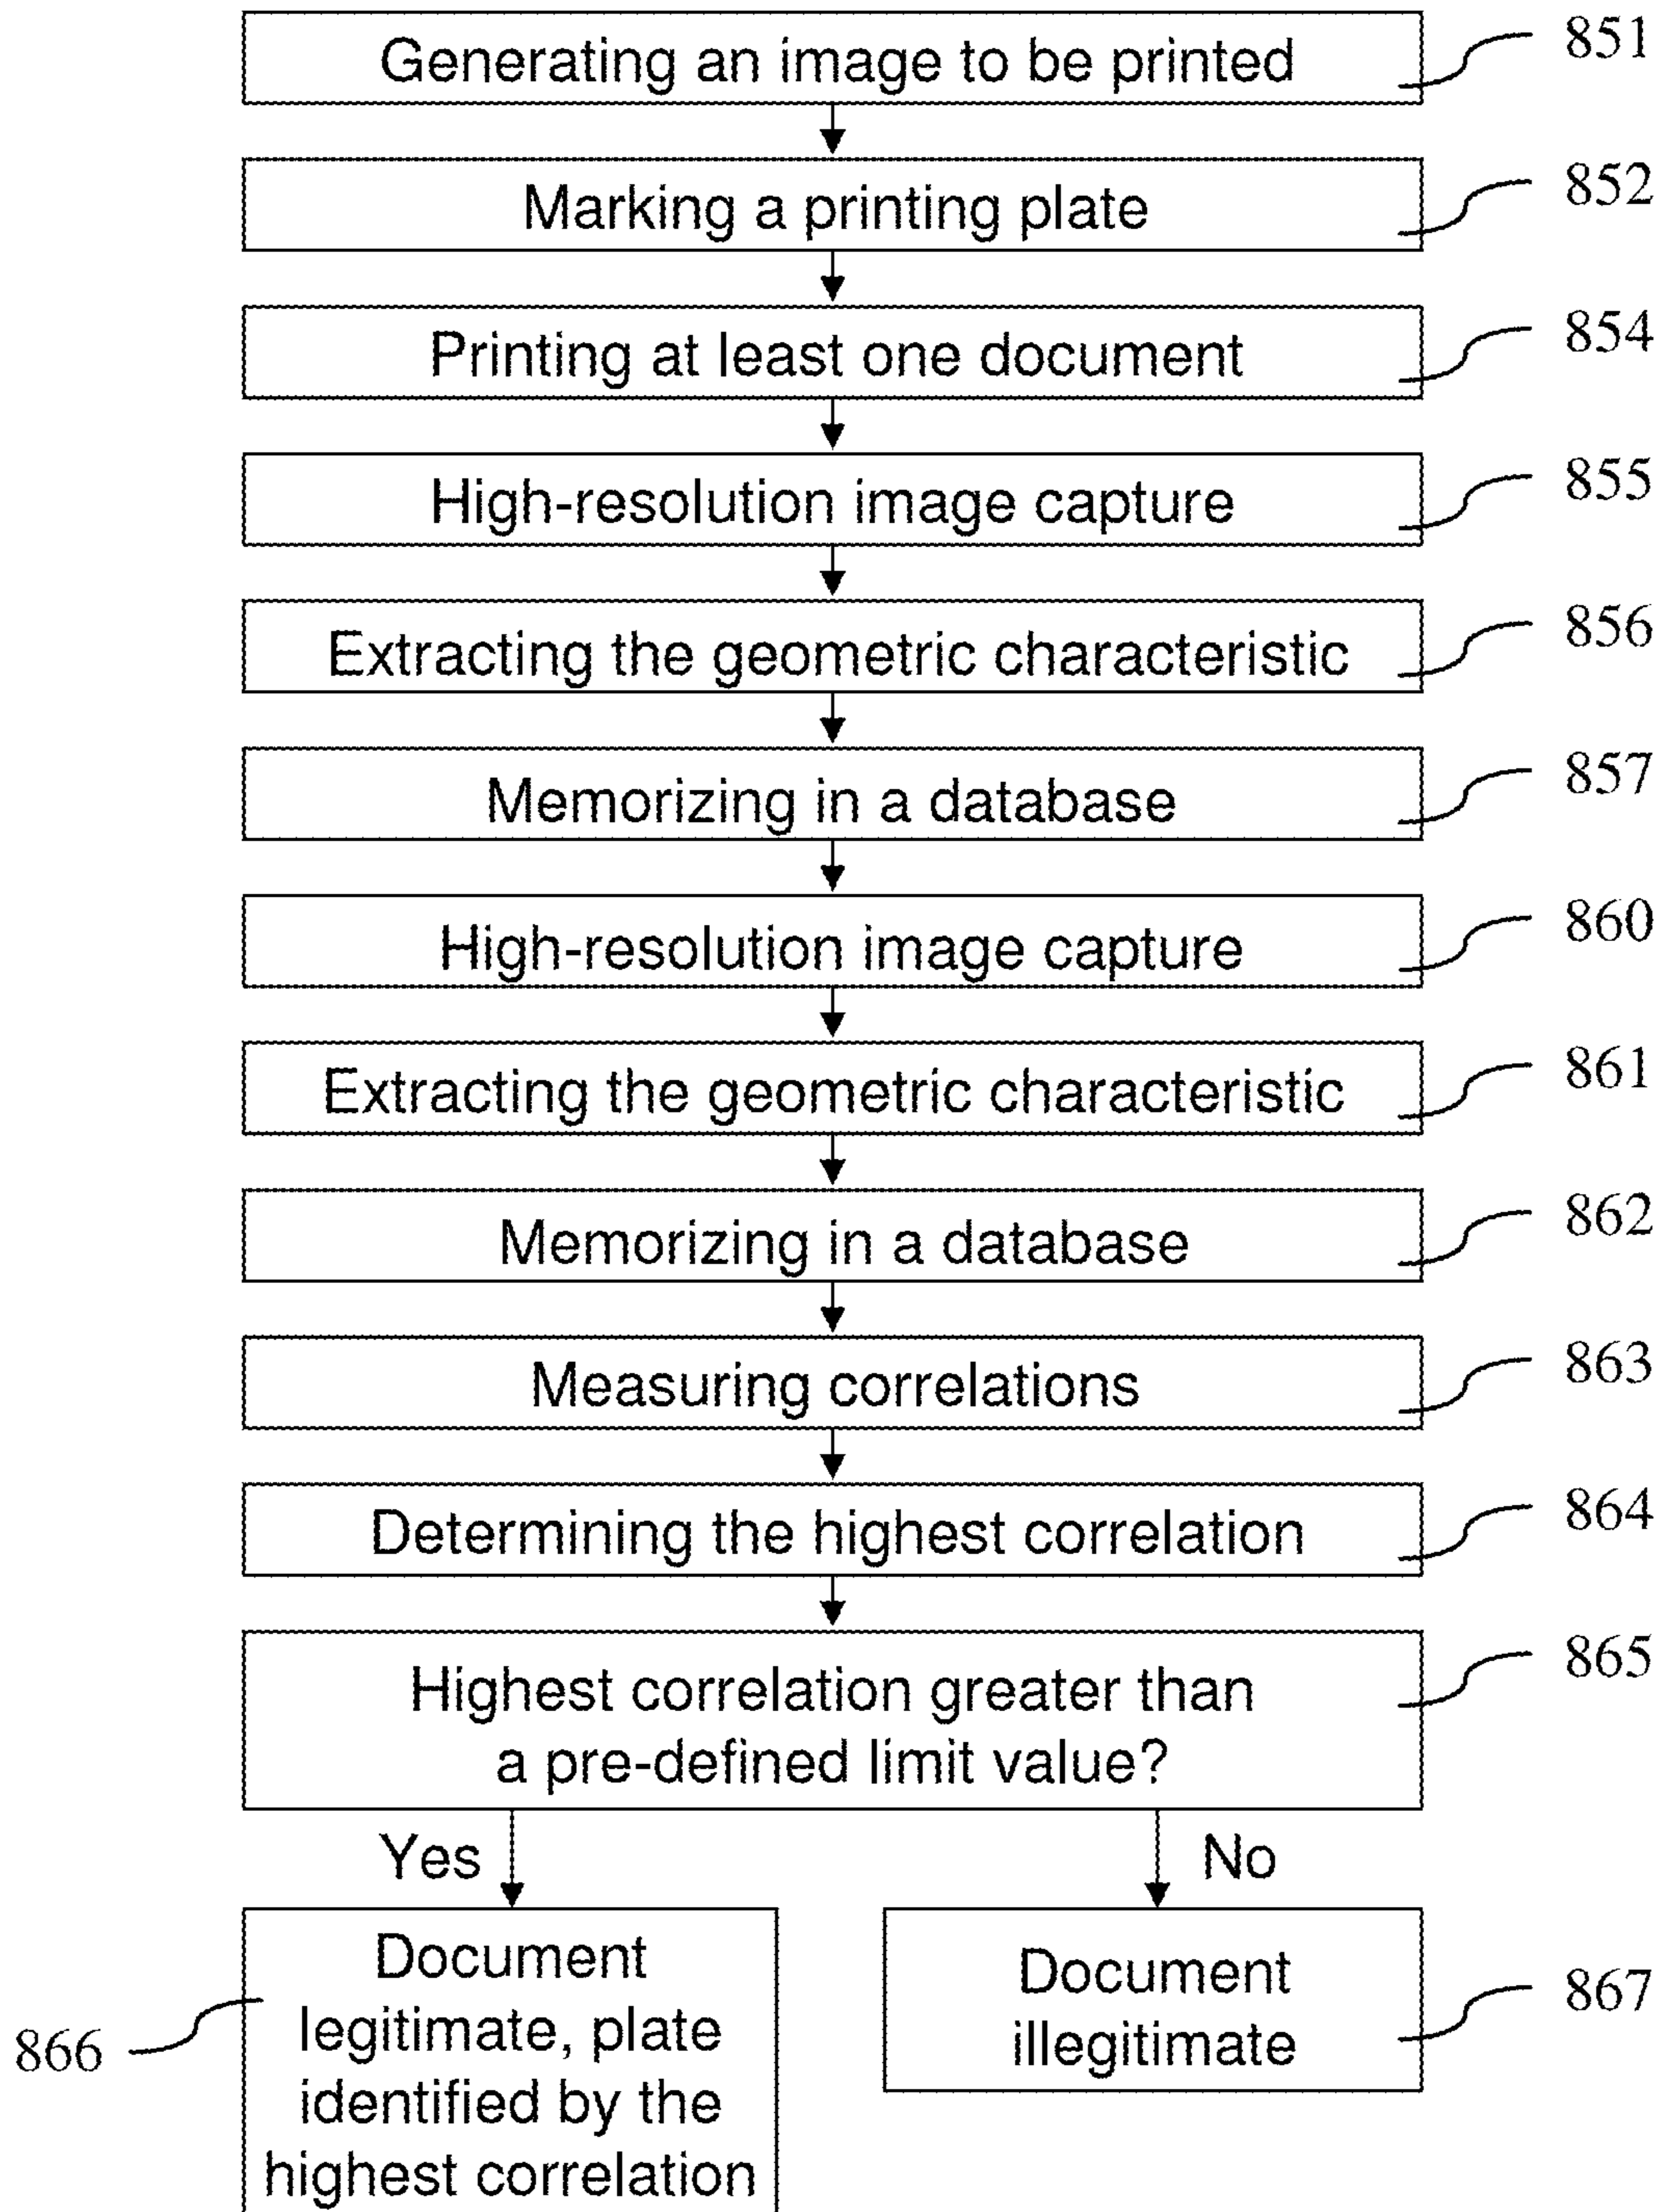 Generating an image to be printed
851
Marking a printing plate
852
Printing at least one document
854
High-resolution image capture
855
Extracting the geometric characteristic
856
Memorizing in a database
857
High-resolution image capture
860
Extracting the geometric characteristic
861
Memorizing in a database
862
Measuring correlations
863
Determining the highest correlation
864
Highest correlation greater than
a pre-defined limit value?
865
Yes
No
Document
legitimate, plate
identified by the
highest correlation
866
Document
illegitimate
867